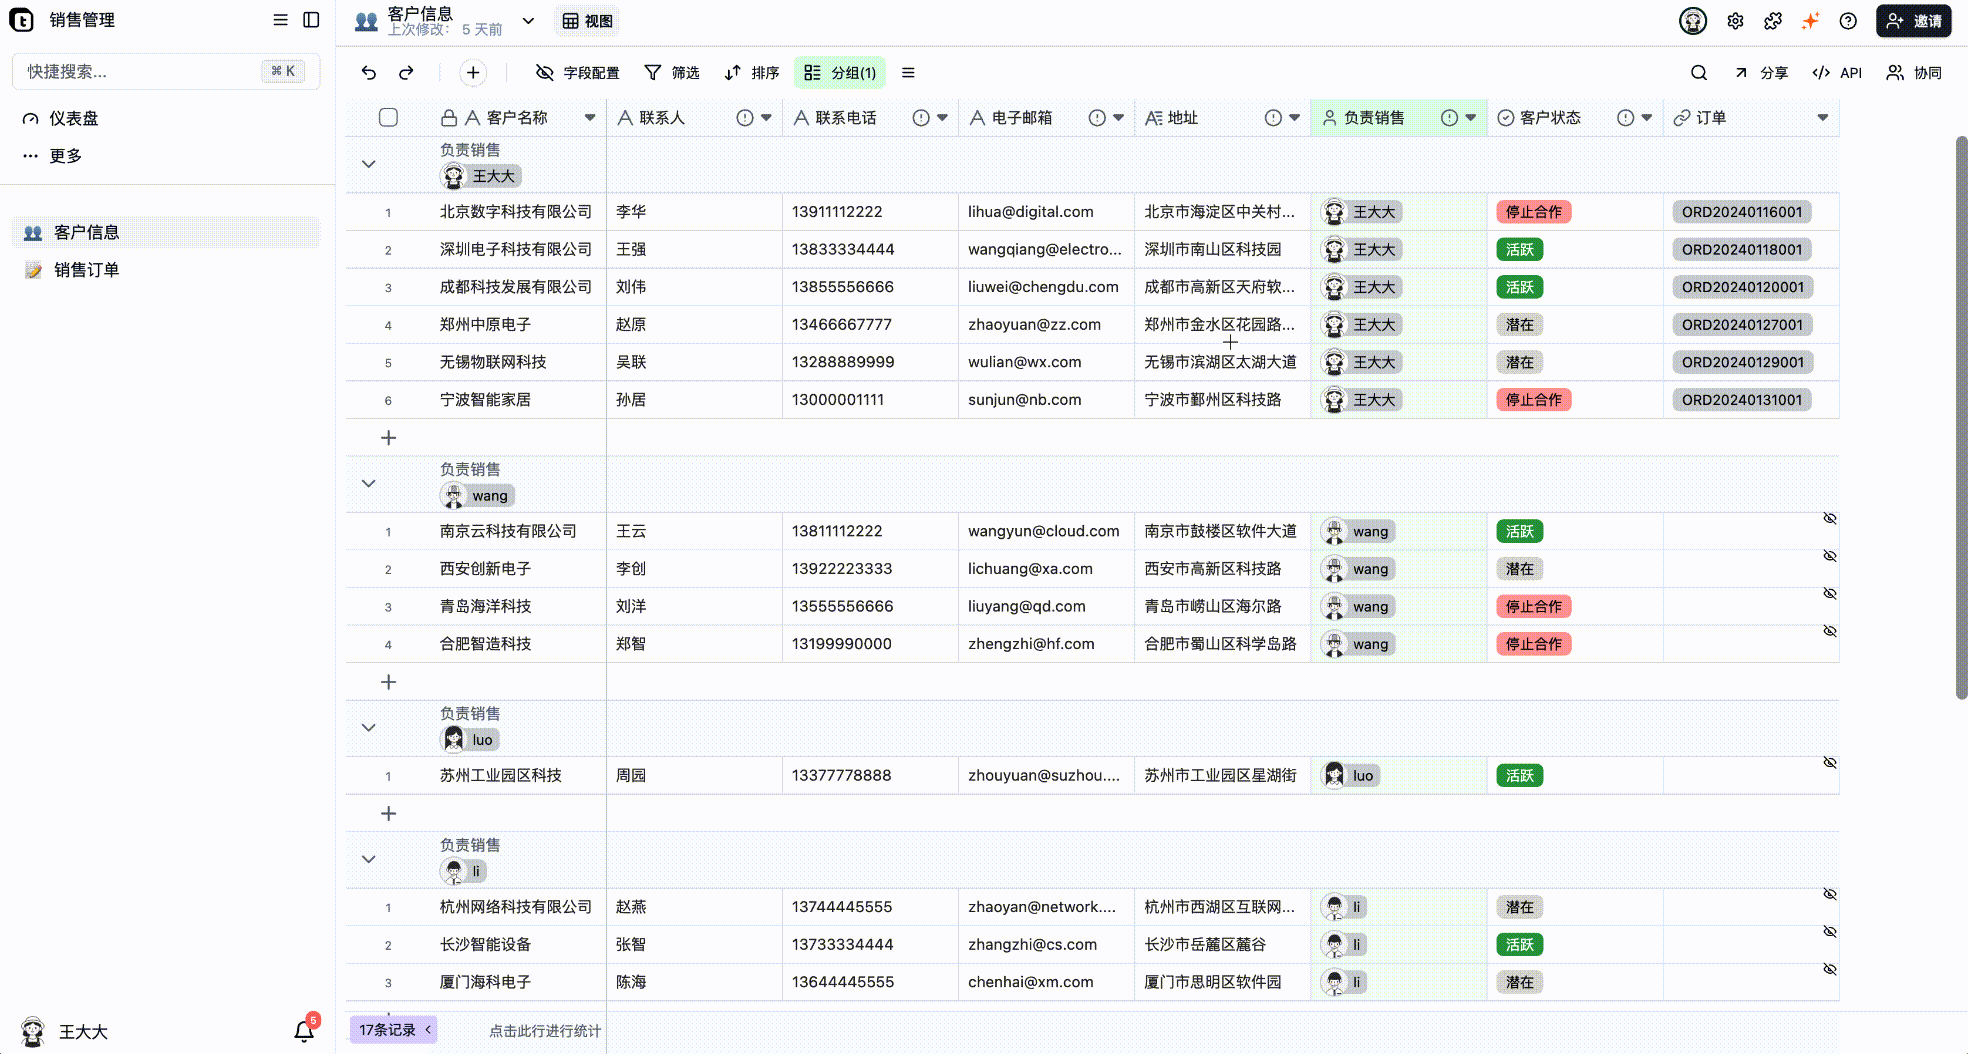 销售管理
快捷搜索... ⌘ K
仪表盘
更多
客户信息
销售订单
王大大
5
客户信息
上次修改： 5 天前
视图
邀请
字段配置 筛选 排序 分组(1) 分享 API 协同
客户名称 联系人 联系电话 电子邮箱 地址 负责销售 客户状态 订单
负责销售
王大大
1 北京数字科技有限公司 李华 13911112222 lihua@digital.com 北京市海淀区中关村... 王大大 停止合作 ORD20240116001
2 深圳电子科技有限公司 王强 13833334444 wangqiang@electro... 深圳市南山区科技园 王大大 活跃 ORD20240118001
3 成都科技发展有限公司 刘伟 13855556666 liuwei@chengdu.com 成都市高新区天府软... 王大大 活跃 ORD20240120001
4 郑州中原电子 赵原 13466667777 zhaoyuan@zz.com 郑州市金水区花园路... 王大大 潜在 ORD20240127001
5 无锡物联网科技 吴联 13288889999 wulian@wx.com 无锡市滨湖区太湖大道 王大大 潜在 ORD20240129001
6 宁波智能家居 孙居 13000001111 sunjun@nb.com 宁波市鄞州区科技路 王大大 停止合作 ORD20240131001
负责销售
wang
1 南京云科技有限公司 王云 13811112222 wangyun@cloud.com 南京市鼓楼区软件大道 wang 活跃
2 西安创新电子 李创 13922223333 lichuang@xa.com 西安市高新区科技路 wang 潜在
3 青岛海洋科技 刘洋 13555556666 liuyang@qd.com 青岛市崂山区海尔路 wang 停止合作
4 合肥智造科技 郑智 13199990000 zhengzhi@hf.com 合肥市蜀山区科学岛路 wang 停止合作
负责销售
luo
1 苏州工业园区科技 周园 13377778888 zhouyuan@suzhou.... 苏州市工业园区星湖街 luo 活跃
负责销售
li
1 杭州网络科技有限公司 赵燕 13744445555 zhaoyan@network.... 杭州市西湖区互联网... li 潜在
2 长沙智能设备 张智 13733334444 zhangzhi@cs.com 长沙市岳麓区麓谷 li 活跃
3 厦门海科电子 陈海 13644445555 chenhai@xm.com 厦门市思明区软件园 li 潜在
17条记录 点击此行进行统计